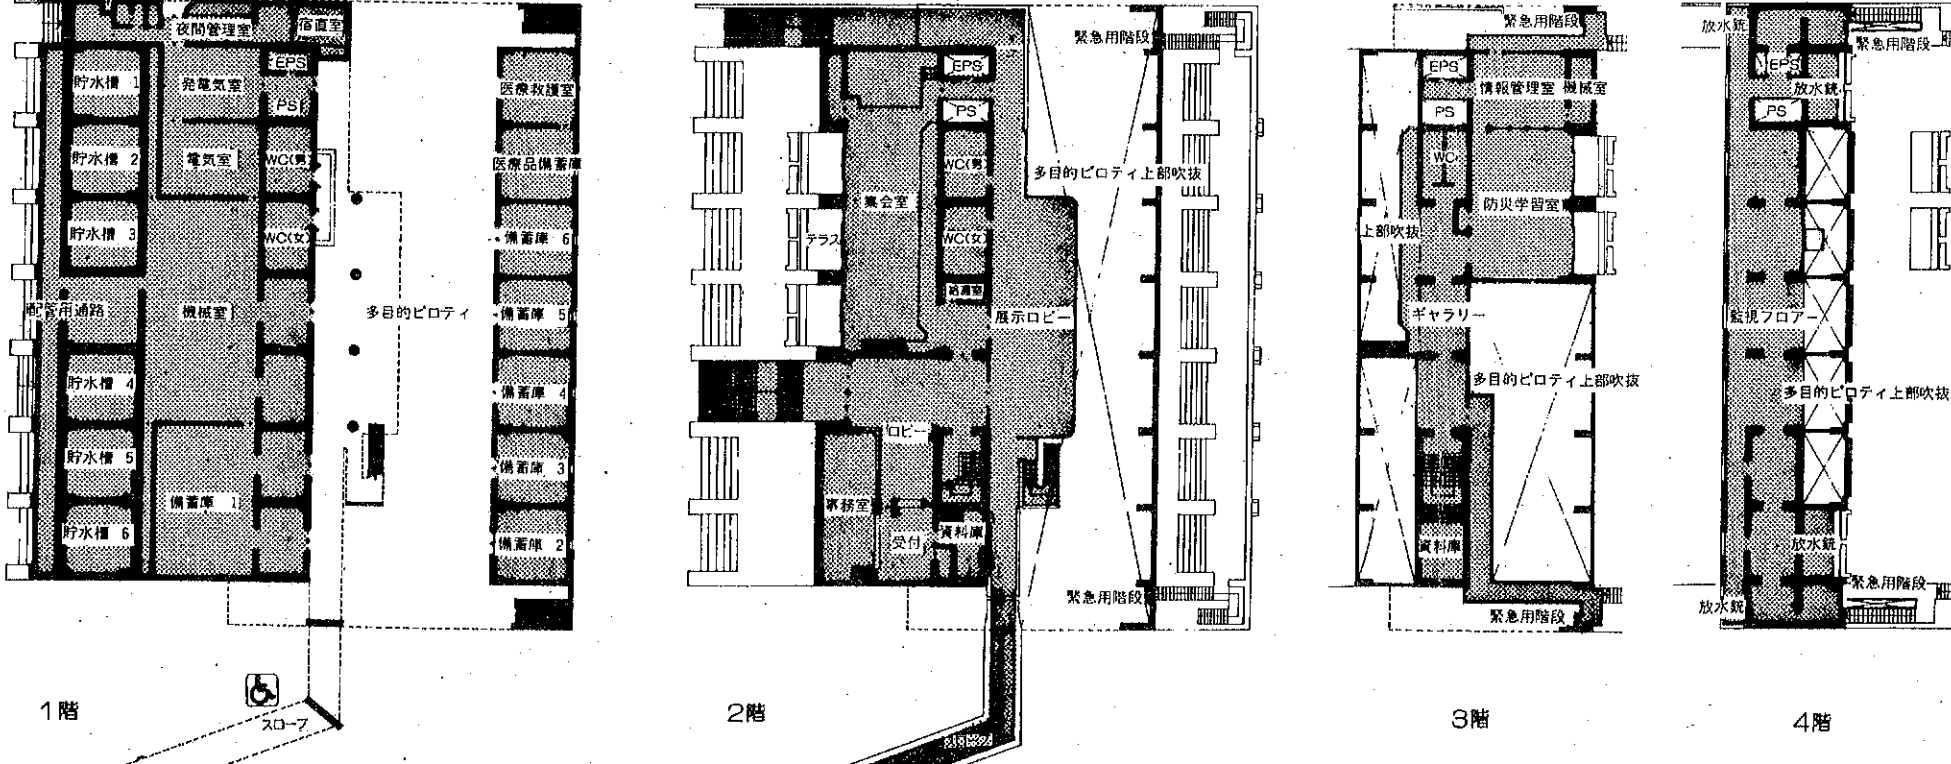 夜間管理室
宿直室
EPS
貯水槽 1
発電気室
PS
医療救護室
貯水槽 2
電気室
WC(男)
医療品備蓄庫
貯水槽 3
WC(女)
備蓄庫 6
配管用通路
機械室
多目的ピロティ
備蓄庫 5
貯水槽 4
備蓄庫 4
貯水槽 5
備蓄庫 3
備蓄庫 1
貯水槽 6
備蓄庫 2
スロープ
1階
緊急用階段
EPS
PS
WC(男)
多目的ピロティ上部吹抜
集会室
テラス
WC(女)
給湯室
展示ロビー
ロビー
事務室
受付
資料庫
緊急用階段
2階
緊急用階段
EPS
情報管理室
機械室
PS
WC
防災学習室
上部吹抜
ギャラリー
多目的ピロティ上部吹抜
資料庫
緊急用階段
3階
放水銃
緊急用階段
EPS
放水銃
PS
監視フロアー
多目的ピロティ上部吹抜
放水銃
緊急用階段
放水銃
4階